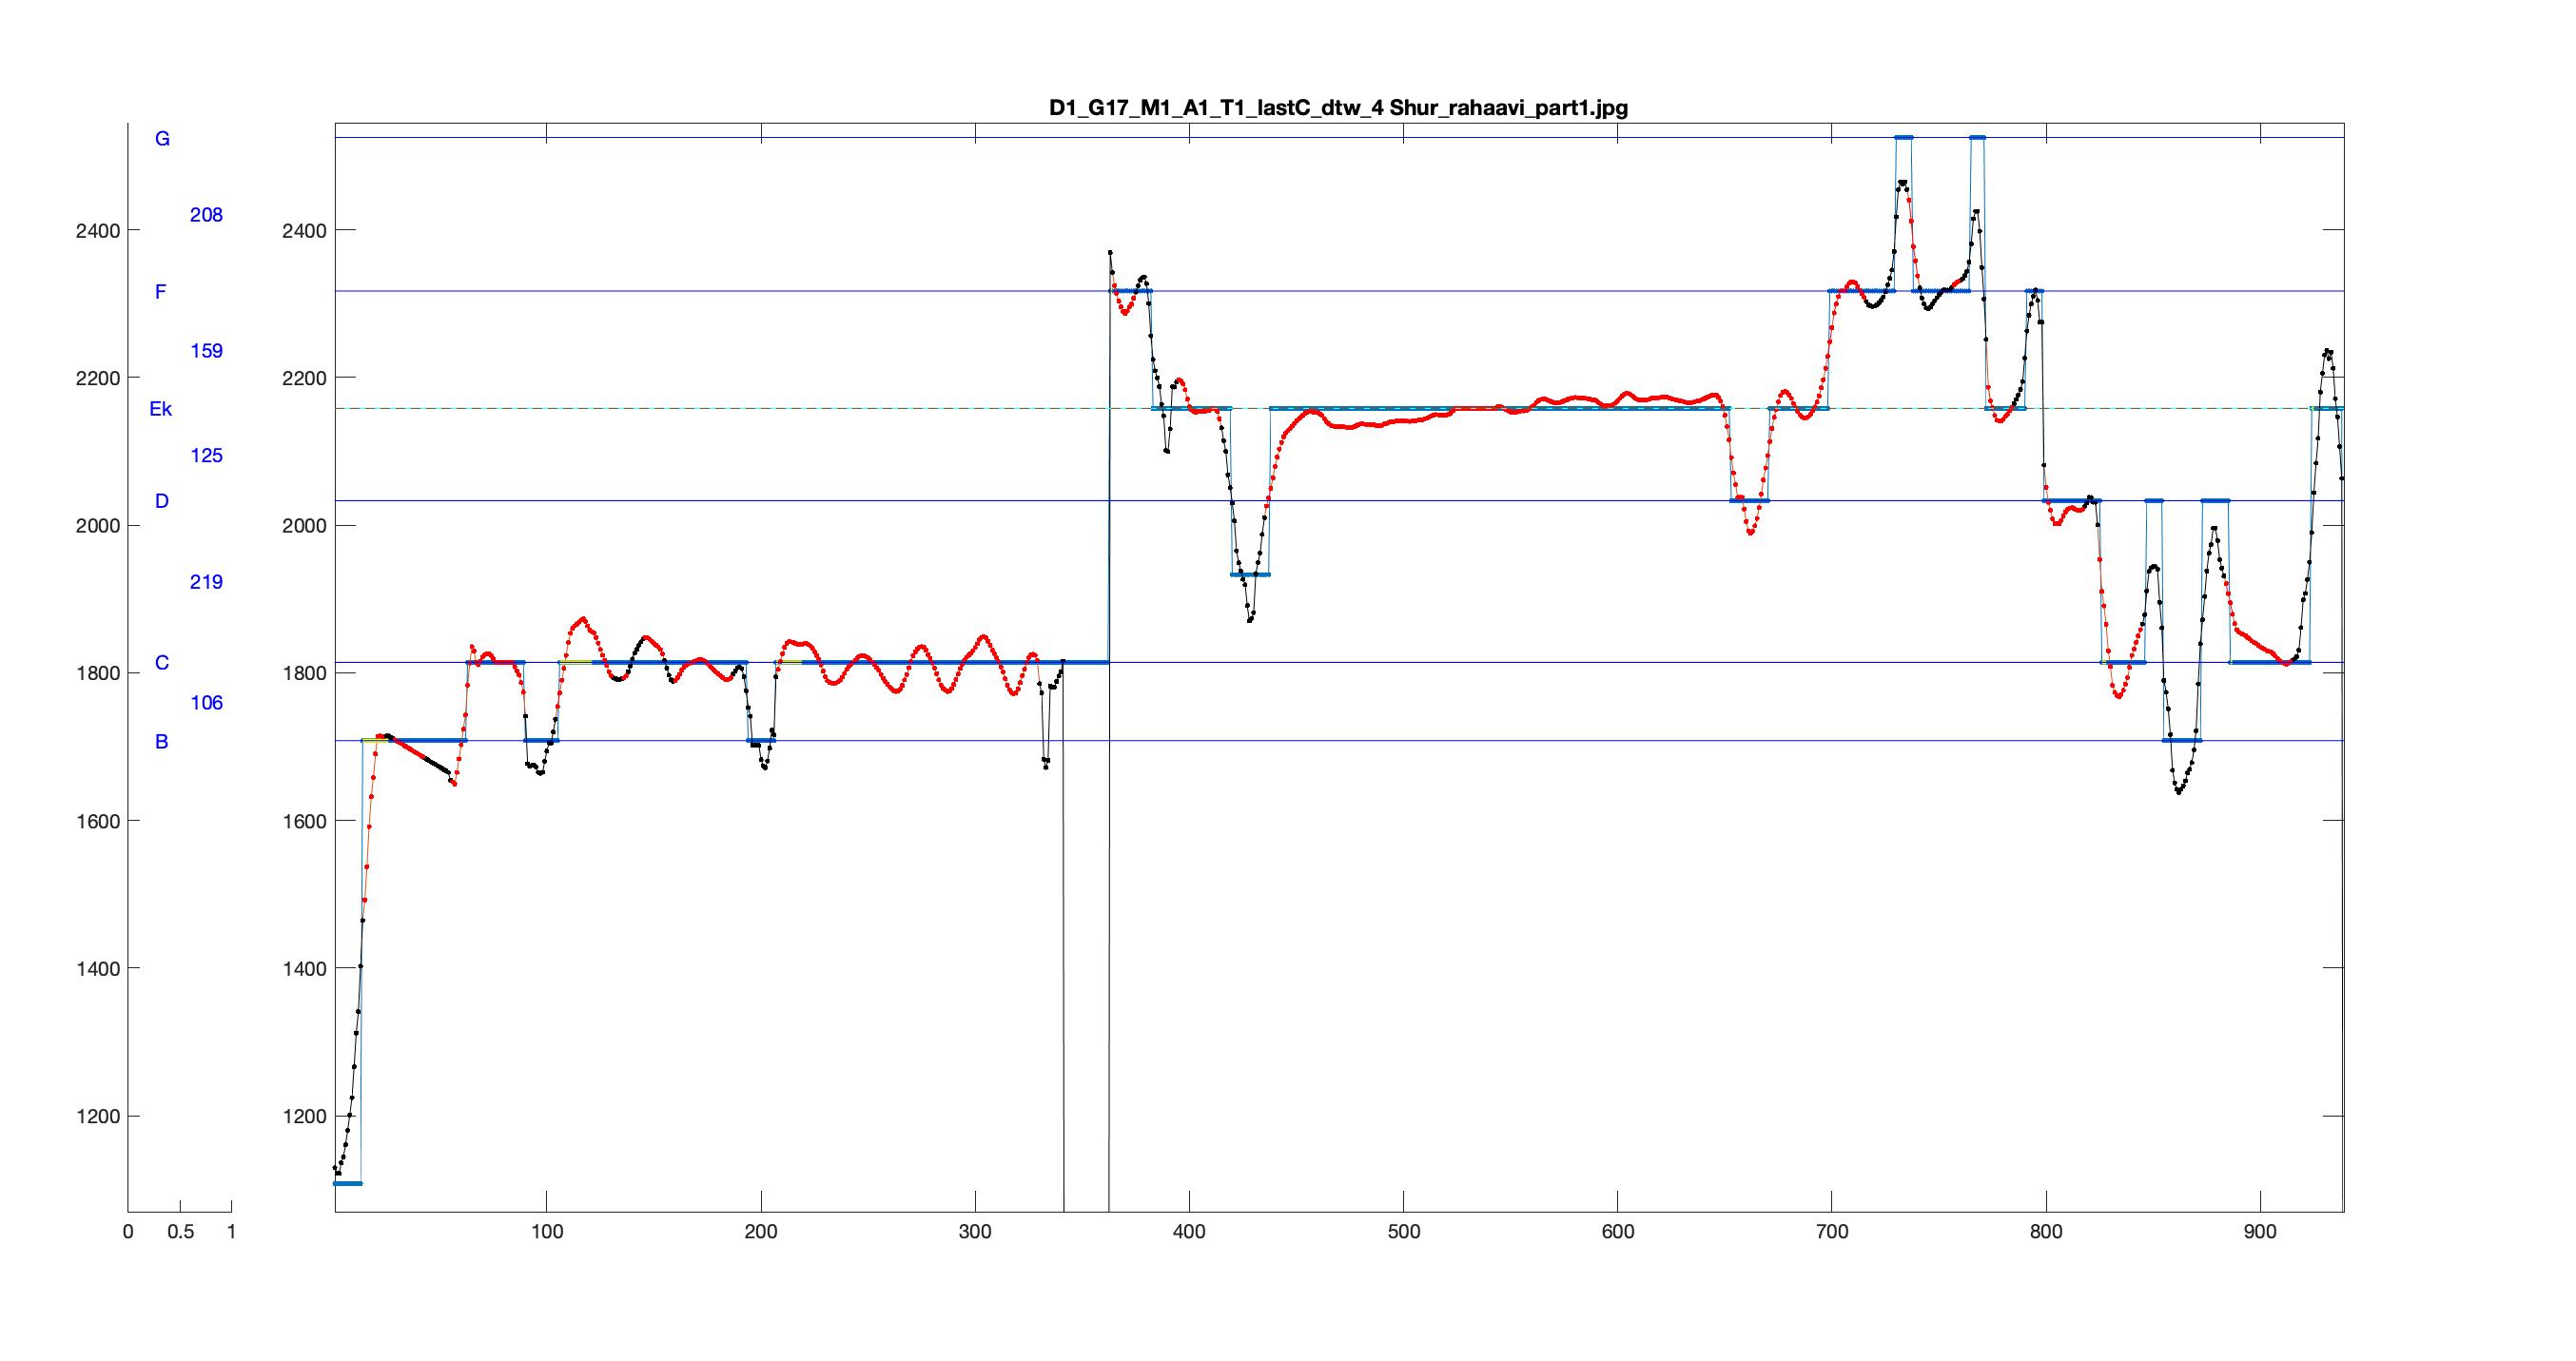 D1_G17_M1_A1_T1_lastC_dtw_4 Shur_rahaavi_part1.jpg
G
208
2400 2400
F
159
2200 2200
Ek
125
D
2000 2000
219
C
1800 1800
106
B
1600 1600
1400 1400
1200 1200
0 0.5 1 100 200 300 400 500 600 700 800 900